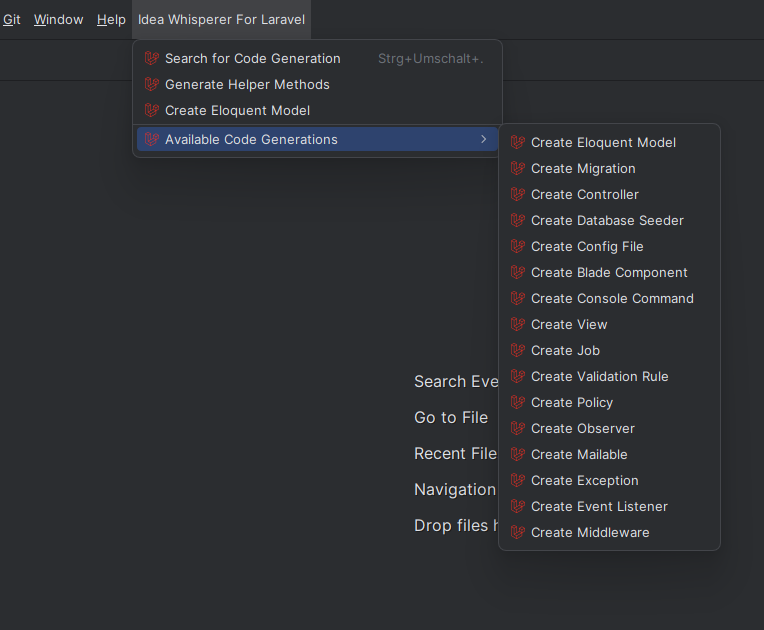 Git Window Help Idea Whisperer For Laravel
Search for Code Generation Strg+Umschalt+.
Generate Helper Methods
Create Eloquent Model
Available Code Generations
Create Eloquent Model
Create Migration
Create Controller
Create Database Seeder
Create Config File
Create Blade Component
Create Console Command
Create View
Create Job
Create Validation Rule
Create Policy
Create Observer
Create Mailable
Create Exception
Create Event Listener
Create Middleware
Search Eve
Go to File
Recent File
Navigation
Drop files